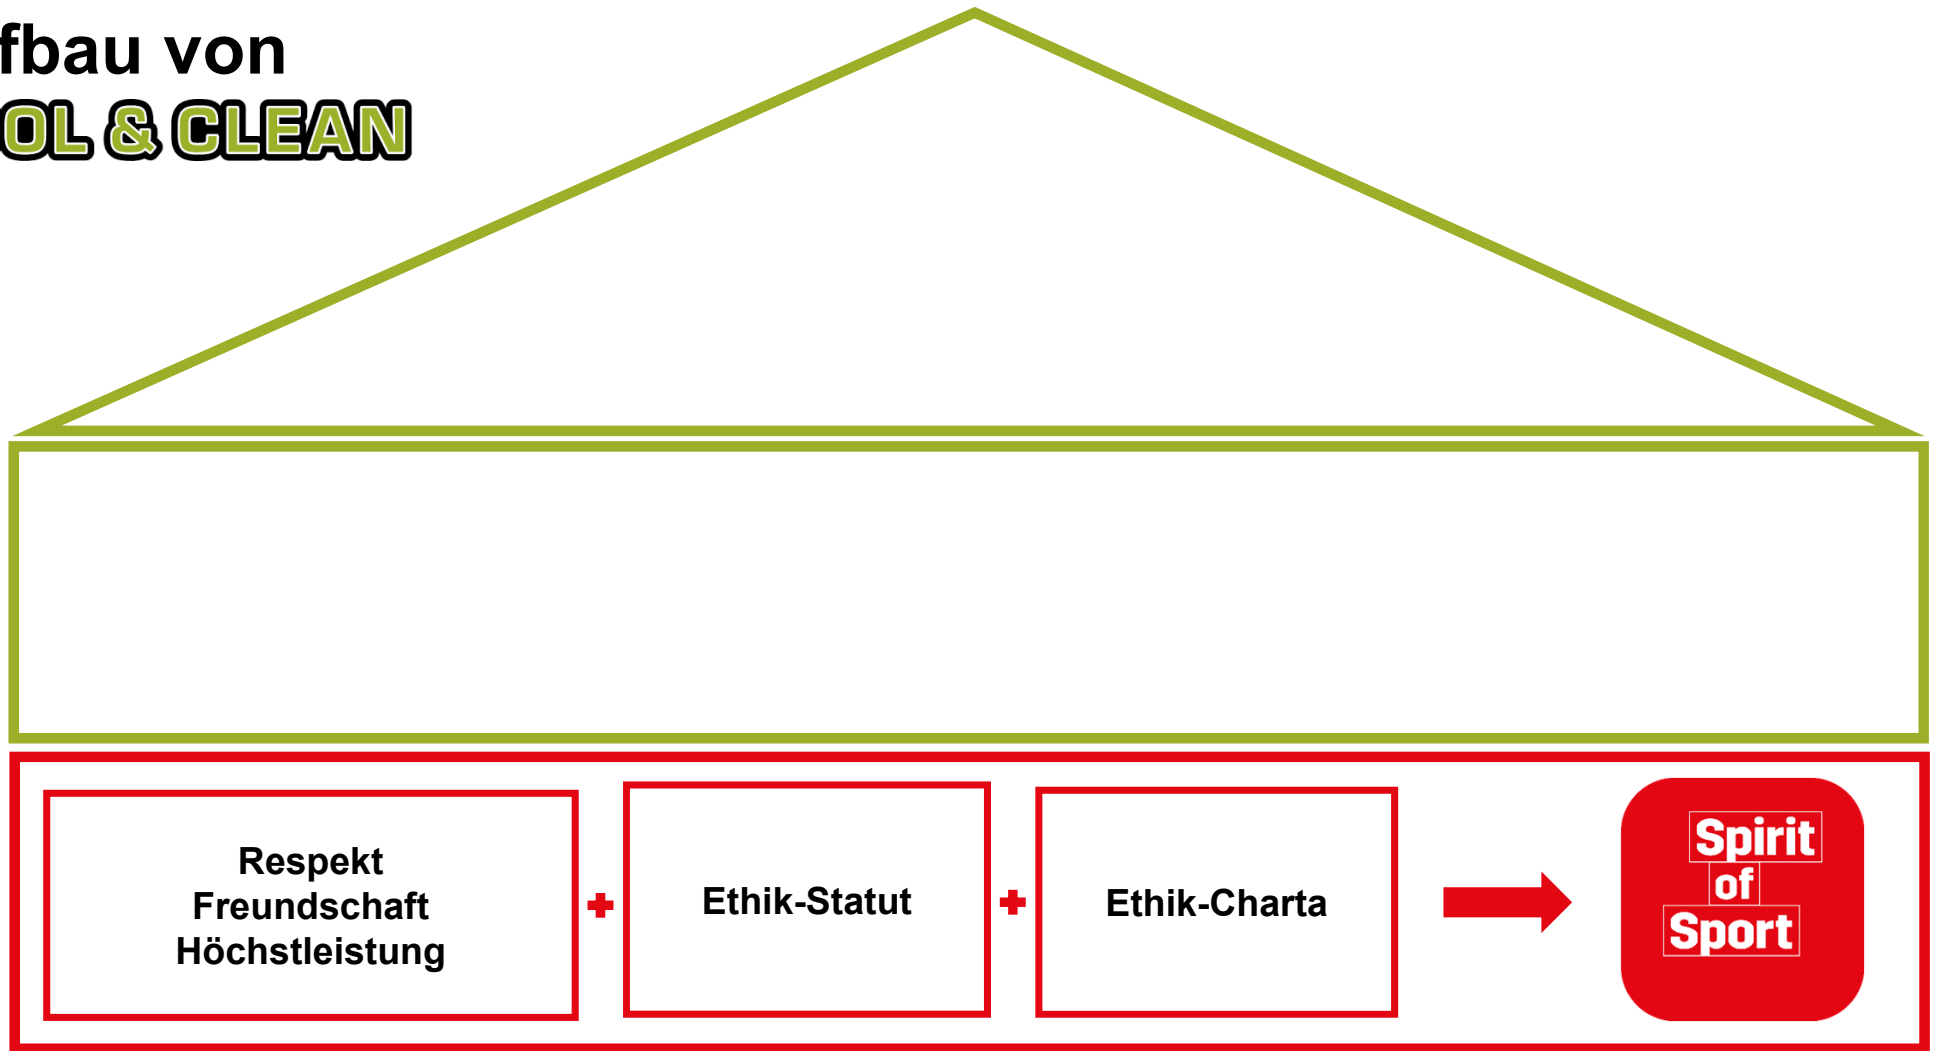 fbau von
OL & CLEAN
Respekt
Freundschaft
Höchstleistung
Ethik-Statut
Ethik-Charta
Spirit
of
Sport